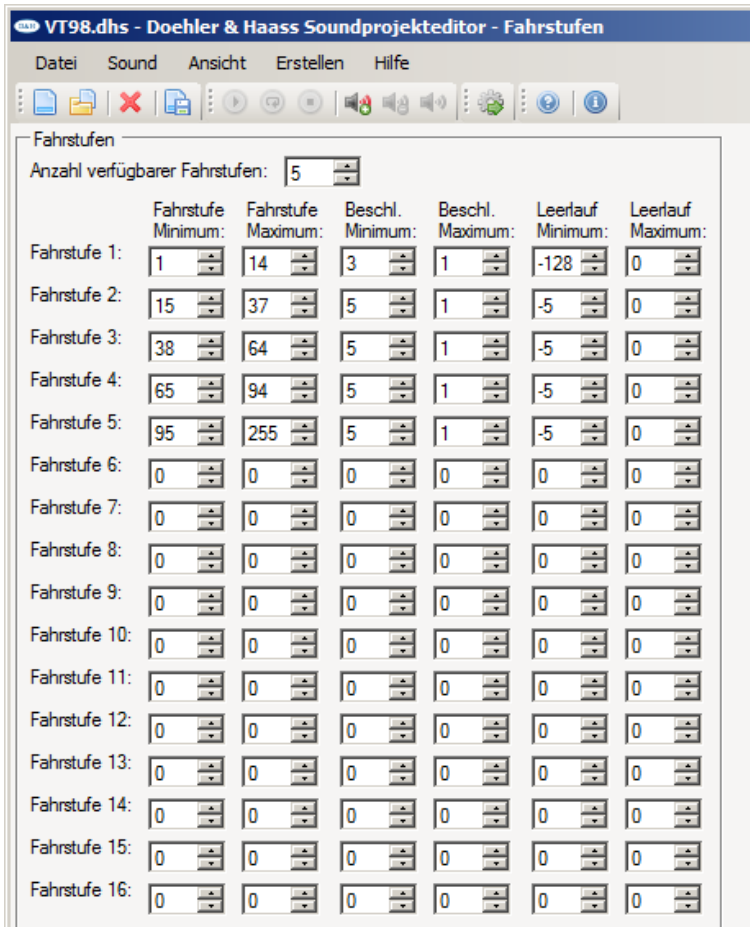 D&H VT98.dhs - Doehler & Haass Soundprojekteditor - Fahrstufen
Datei Sound Ansicht Erstellen Hilfe
Fahrstufen
Anzahl verfügbarer Fahrstufen: 5
Fahrstufe Minimum: Fahrstufe Maximum: Beschl. Minimum: Beschl. Maximum: Leerlauf Minimum: Leerlauf Maximum:
Fahrstufe 1: 1 14 3 1 -128 0
Fahrstufe 2: 15 37 5 1 -5 0
Fahrstufe 3: 38 64 5 1 -5 0
Fahrstufe 4: 65 94 5 1 -5 0
Fahrstufe 5: 95 255 5 1 -5 0
Fahrstufe 6: 0 0 0 0 0 0
Fahrstufe 7: 0 0 0 0 0 0
Fahrstufe 8: 0 0 0 0 0 0
Fahrstufe 9: 0 0 0 0 0 0
Fahrstufe 10: 0 0 0 0 0 0
Fahrstufe 11: 0 0 0 0 0 0
Fahrstufe 12: 0 0 0 0 0 0
Fahrstufe 13: 0 0 0 0 0 0
Fahrstufe 14: 0 0 0 0 0 0
Fahrstufe 15: 0 0 0 0 0 0
Fahrstufe 16: 0 0 0 0 0 0